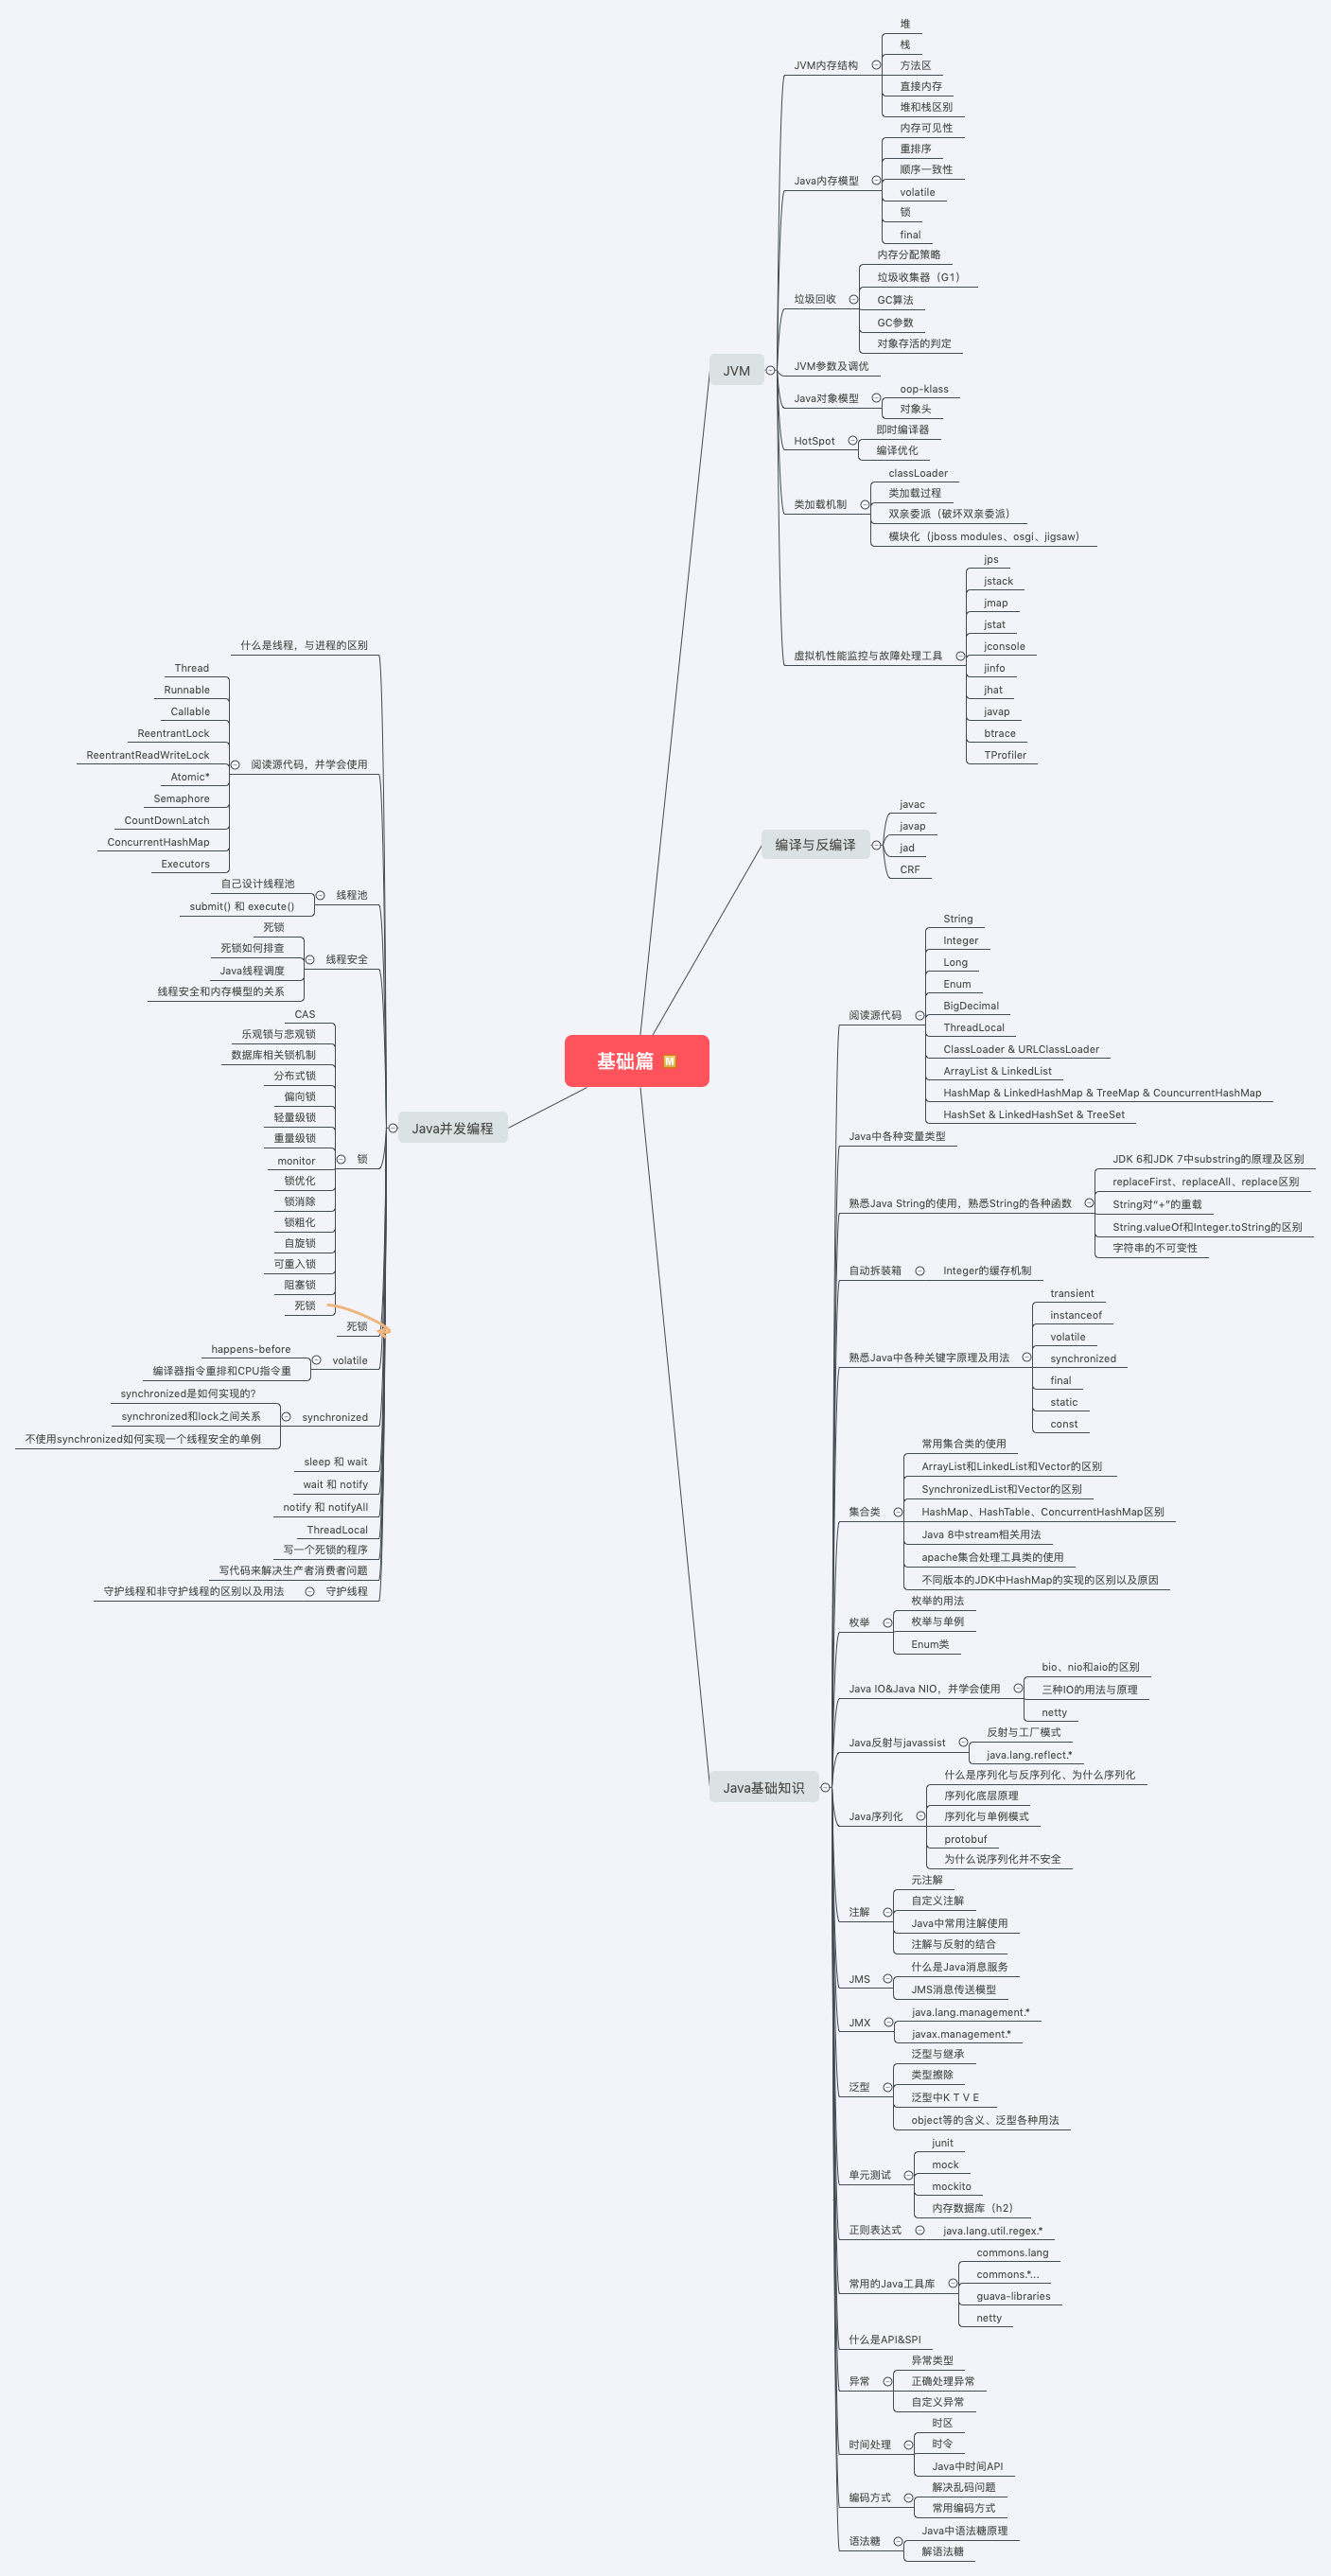 基础篇 M
JVM
JVM内存结构
堆
栈
方法区
直接内存
堆和栈区别
Java内存模型
内存可见性
重排序
顺序一致性
volatile
锁
final
垃圾回收
内存分配策略
垃圾收集器（G1）
GC算法
GC参数
对象存活的判定
JVM参数及调优
Java对象模型
oop-klass
对象头
HotSpot
即时编译器
编译优化
类加载机制
classLoader
类加载过程
双亲委派（破坏双亲委派）
模块化（jboss modules、osgi、jigsaw）
虚拟机性能监控与故障处理工具
jps
jstack
jmap
jstat
jconsole
jinfo
jhat
javap
btrace
TProfiler
编译与反编译
javac
javap
jad
CRF
Java基础知识
阅读源代码
String
Integer
Long
Enum
BigDecimal
ThreadLocal
ClassLoader & URLClassLoader
ArrayList & LinkedList
HashMap & LinkedHashMap & TreeMap & CouncurrentHashMap
HashSet & LinkedHashSet & TreeSet
Java中各种变量类型
熟悉Java String的使用，熟悉String的各种函数
JDK 6和JDK 7中substring的原理及区别
replaceFirst、replaceAll、replace区别
String对“+”的重载
String.valueOf和Integer.toString的区别
字符串的不可变性
自动拆装箱
Integer的缓存机制
熟悉Java中各种关键字原理及用法
transient
instanceof
volatile
synchronized
final
static
const
集合类
常用集合类的使用
ArrayList和LinkedList和Vector的区别
SynchronizedList和Vector的区别
HashMap、HashTable、ConcurrentHashMap区别
Java 8中stream相关用法
apache集合处理工具类的使用
不同版本的JDK中HashMap的实现的区别以及原因
枚举
枚举的用法
枚举与单例
Enum类
Java IO&Java NIO，并学会使用
bio、nio和aio的区别
三种IO的用法与原理
netty
Java反射与javassist
反射与工厂模式
java.lang.reflect.*
Java序列化
什么是序列化与反序列化、为什么序列化
序列化底层原理
序列化与单例模式
protobuf
为什么说序列化并不安全
注解
元注解
自定义注解
Java中常用注解使用
注解与反射的结合
JMS
什么是Java消息服务
JMS消息传送模型
JMX
java.lang.management.*
javax.management.*
泛型
泛型与继承
类型擦除
泛型中K T V E
object等的含义、泛型各种用法
单元测试
junit
mock
mockito
内存数据库（h2）
正则表达式
java.lang.util.regex.*
常用的Java工具库
commons.lang
commons.*...
guava-libraries
netty
什么是API&SPI
异常
异常类型
正确处理异常
自定义异常
时间处理
时区
时令
Java中时间API
编码方式
解决乱码问题
常用编码方式
语法糖
Java中语法糖原理
解语法糖
Java并发编程
什么是线程，与进程的区别
阅读源代码，并学会使用
Thread
Runnable
Callable
ReentrantLock
ReentrantReadWriteLock
Atomic*
Semaphore
CountDownLatch
ConcurrentHashMap
Executors
线程池
自己设计线程池
submit() 和 execute()
线程安全
死锁
死锁如何排查
Java线程调度
线程安全和内存模型的关系
锁
CAS
乐观锁与悲观锁
数据库相关锁机制
分布式锁
偏向锁
轻量级锁
重量级锁
monitor
锁优化
锁消除
锁粗化
自旋锁
可重入锁
阻塞锁
死锁
死锁
volatile
happens-before
编译器指令重排和CPU指令重
synchronized
synchronized是如何实现的?
synchronized和lock之间关系
不使用synchronized如何实现一个线程安全的单例
sleep 和 wait
wait 和 notify
notify 和 notifyAll
ThreadLocal
写一个死锁的程序
写代码来解决生产者消费者问题
守护线程
守护线程和非守护线程的区别以及用法